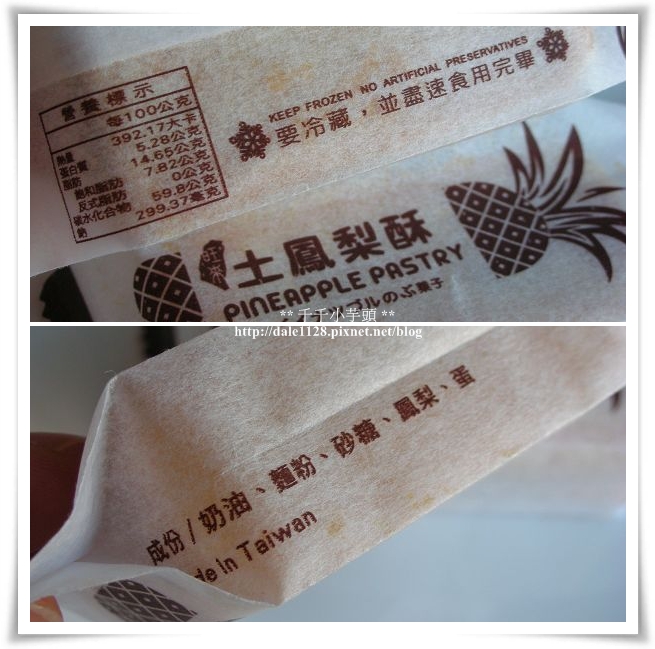 營養標示
每100公克
熱量 392.17大卡
蛋白質 5.28公克
脂肪 14.65公克
飽和脂肪 7.82公克
反式脂肪 0公克
碳水化合物 59.8公克
鈉 299.37毫克
KEEP FROZEN NO ARTIFICIAL PRESERVATIVES
要冷藏，並盡速食用完畢
旺來
土鳳梨酥
PINEAPPLE PASTRY
** 千千小芋頭 **
http://dale1128.pixnet.net/blog
成份/奶油、麵粉、砂糖、鳳梨、蛋
de in Taiwan